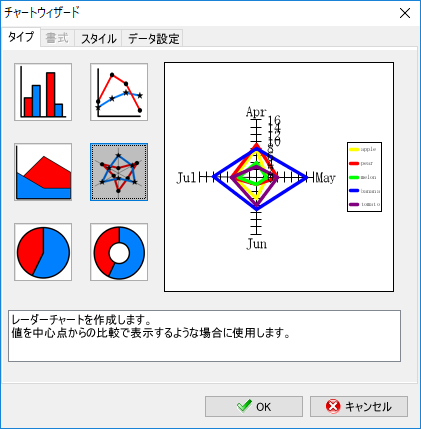 チャートウィザード
タイプ 書式 スタイル データ設定
Apr
16
14
12
10
8
Jul
May
Jun
apple
pear
melon
banana
tomato
レーダーチャートを作成します。
値を中心点からの比較で表示するような場合に使用します。
OK キャンセル